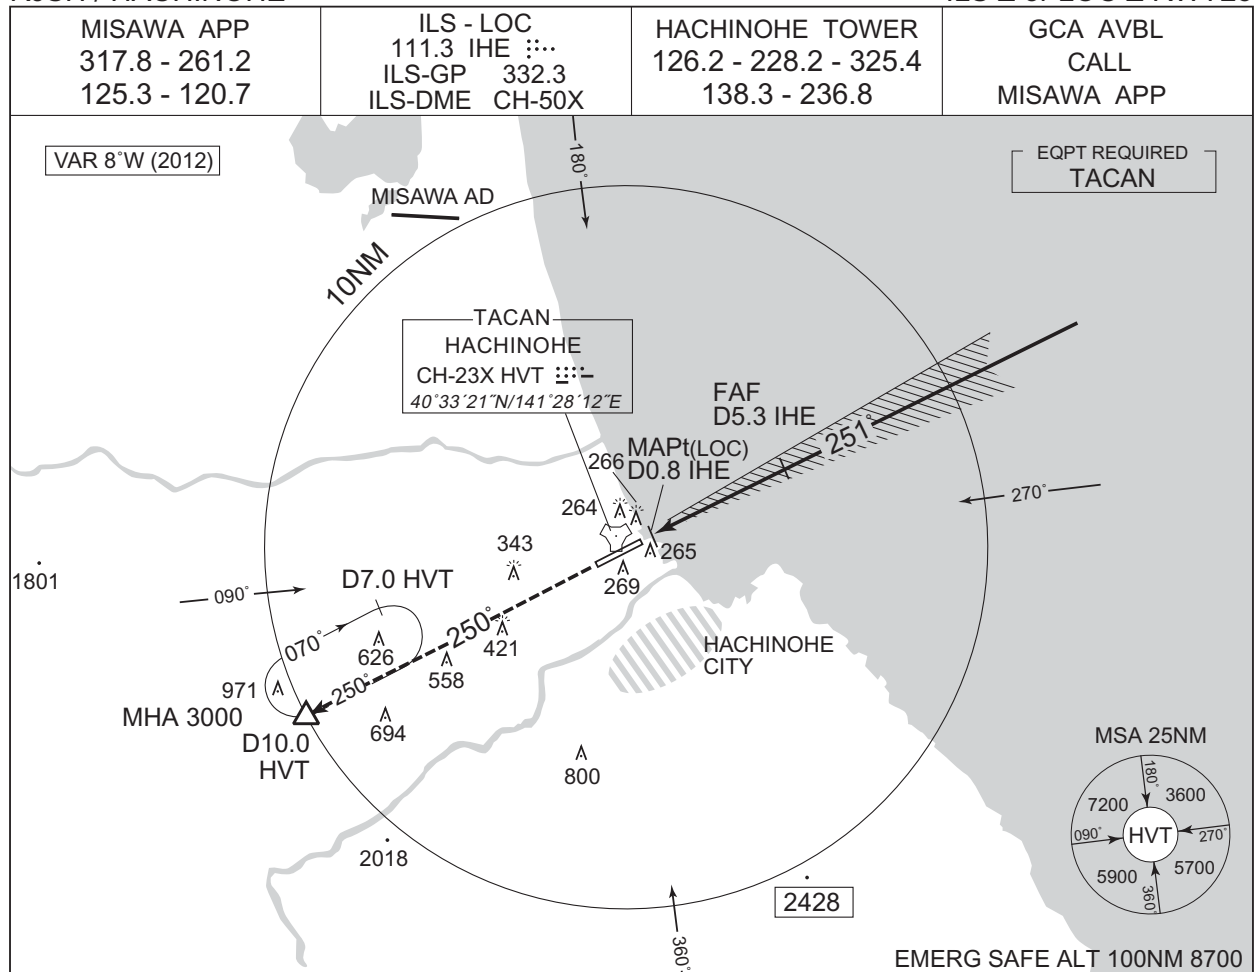 MISAWA APP
317.8 - 261.2
125.3 - 120.7
ILS - LOC
111.3 IHE
ILS-GP 332.3
ILS-DME CH-50X
HACHINOHE TOWER
126.2 - 228.2 - 325.4
138.3 - 236.8
GCA AVBL
CALL
MISAWA APP
VAR 8°W (2012)
180°
EQPT REQUIRED
TACAN
MISAWA AD
10NM
TACAN
HACHINOHE
CH-23X HVT
40°33´21˝N/141°28´12˝E
FAF
D5.3 IHE
251°
MAPt(LOC)
D0.8 IHE
266
264
270°
265
343
269
1801
090°
D7.0 HVT
070°
250°
626
421
558
HACHINOHE
CITY
971
250°
MHA 3000
D10.0
HVT
694
800
MSA 25NM
180°
7200
3600
090°
HVT
270°
5900
5700
360°
2018
2428
360°
EMERG SAFE ALT 100NM 8700